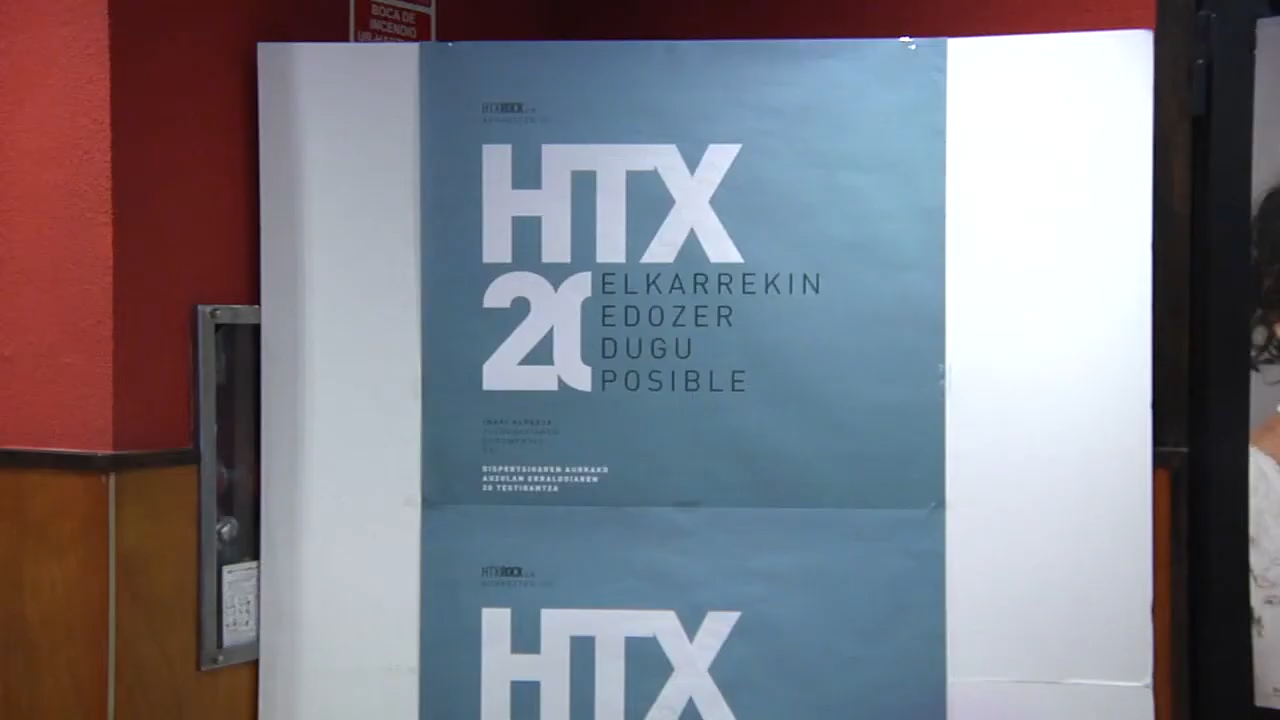 BOCA DE
INCENDIO
HTX
20
ELKARREKIN
EDOZER
DUGU
POSIBLE
DISPERTSIOAREN AURKAKO
AUZOLAN ERRALDOIAREN
20 TESTIGANTZA
HTX